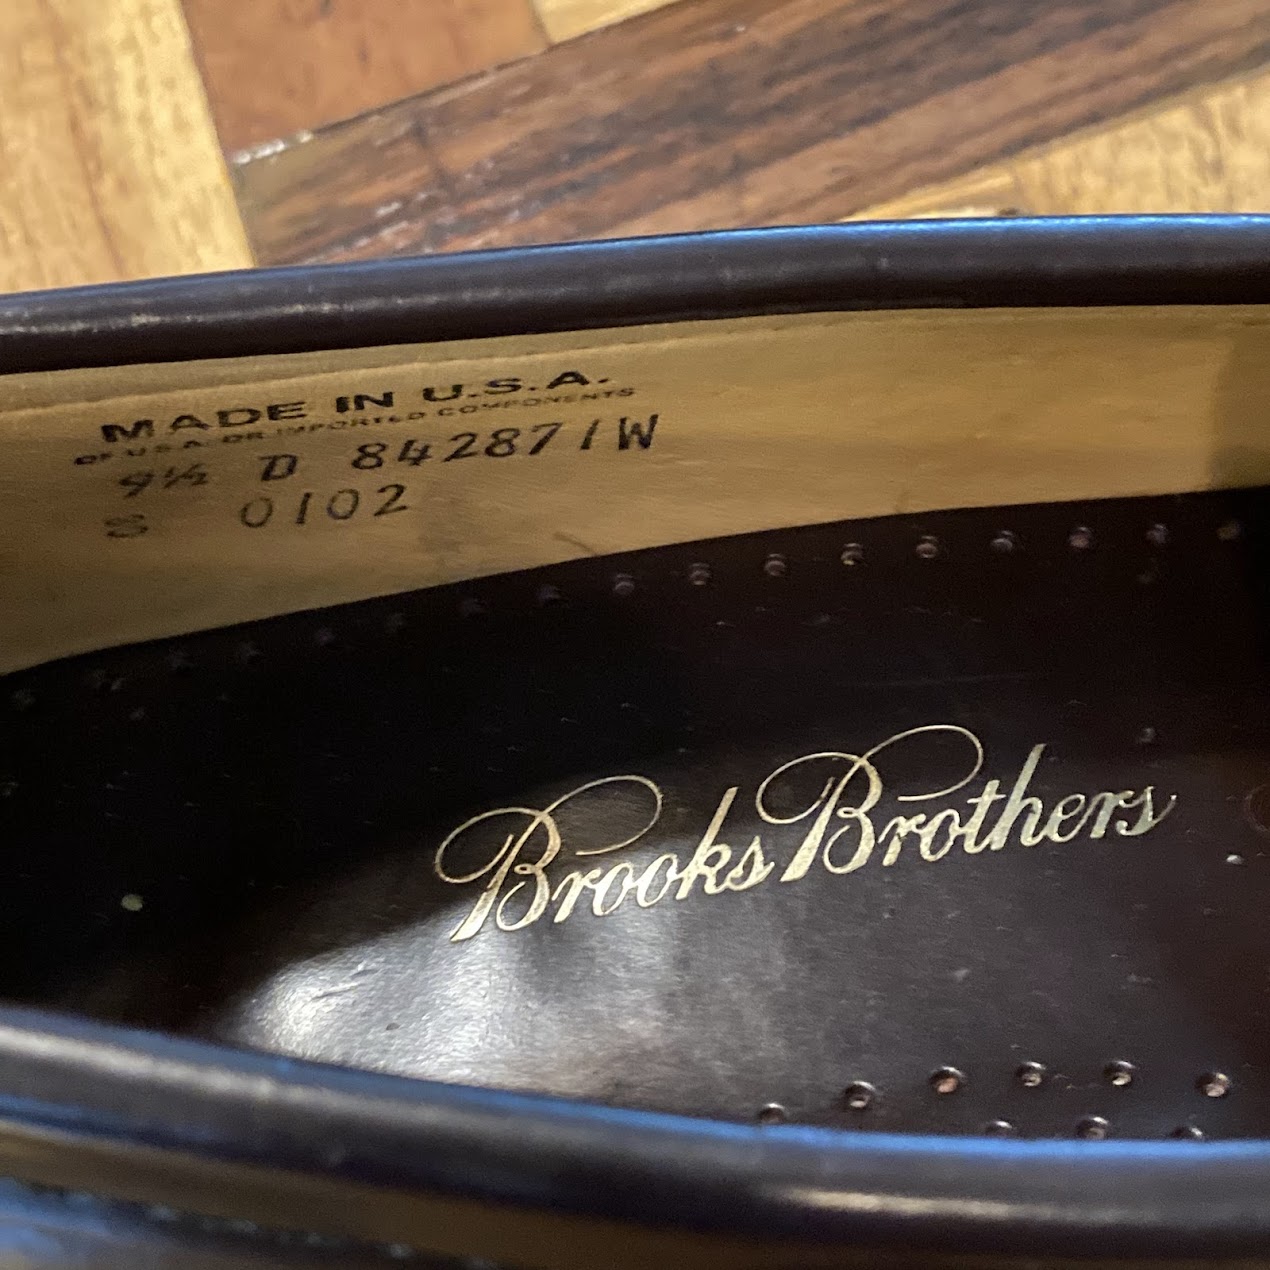 MADE IN U.S.A.
OF U.S.A. OR IMPORTED COMPONENTS
9½ D 84287/W
S 0102
Brooks Brothers